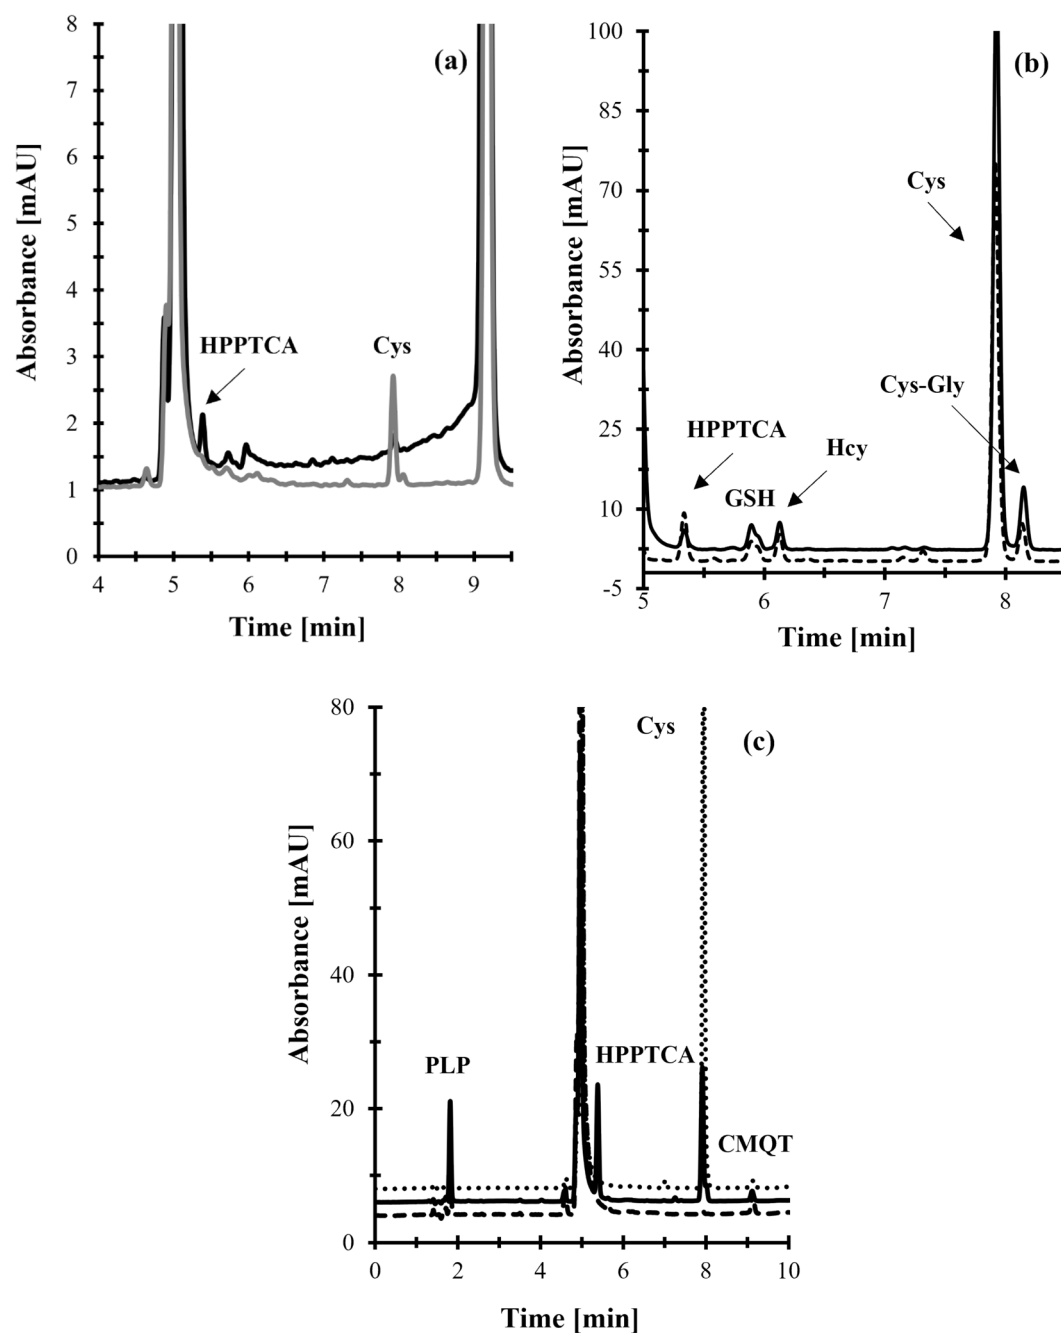 (a)
Absorbance [mAU]
8
7
6
5
4
3
2
1
0
HPPTCA
Cys
4 5 6 7 8 9
Time [min]
(b)
Absorbance [mAU]
100
85
70
55
40
25
10
-5
Cys
Cys-Gly
HPPTCA
Hcy
GSH
5 6 7 8
Time [min]
(c)
Absorbance [mAU]
80
60
40
20
0
Cys
HPPTCA
PLP
CMQT
0 2 4 6 8 10
Time [min]